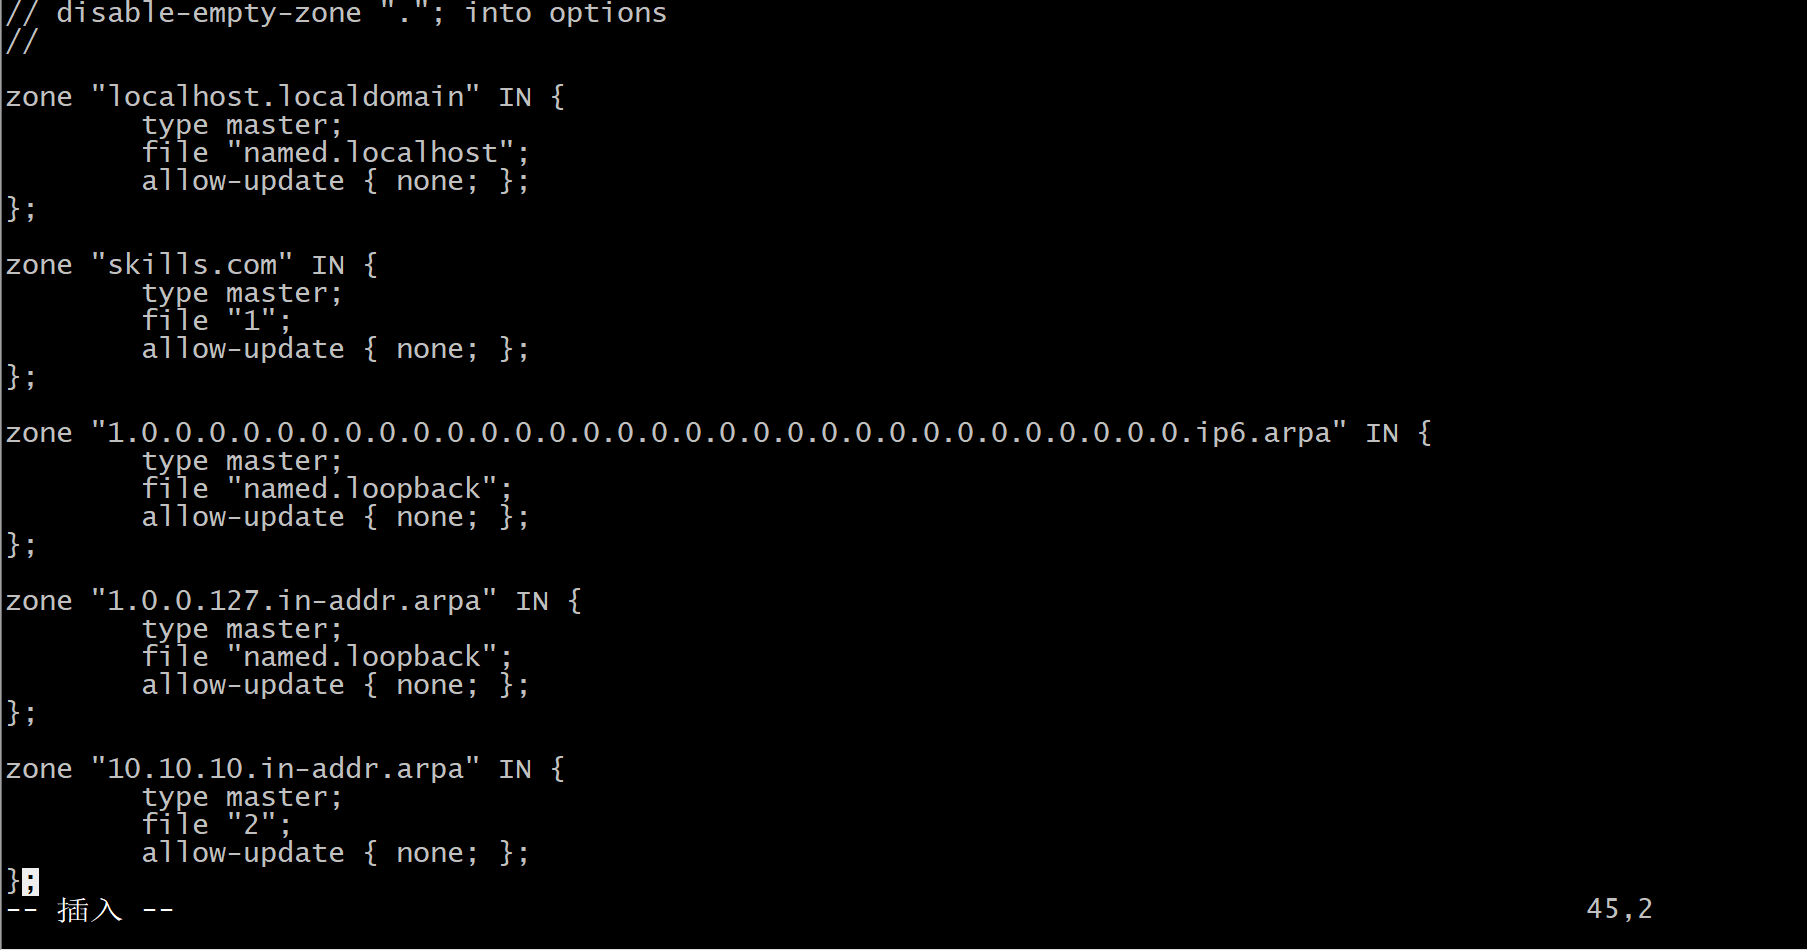 // disable-empty-zone "."; into options
//
zone "localhost.localdomain" IN {
type master;
file "named.localhost";
allow-update { none; };
};
zone "skills.com" IN {
type master;
file "1";
allow-update { none; };
};
zone "1.0.0.0.0.0.0.0.0.0.0.0.0.0.0.0.0.0.0.0.0.0.0.0.0.0.0.0.0.0.0.0.ip6.arpa" IN {
type master;
file "named.loopback";
allow-update { none; };
};
zone "1.0.0.127.in-addr.arpa" IN {
type master;
file "named.loopback";
allow-update { none; };
};
zone "10.10.10.in-addr.arpa" IN {
type master;
file "2";
allow-update { none; };
};
-- 插入 -- 45,2